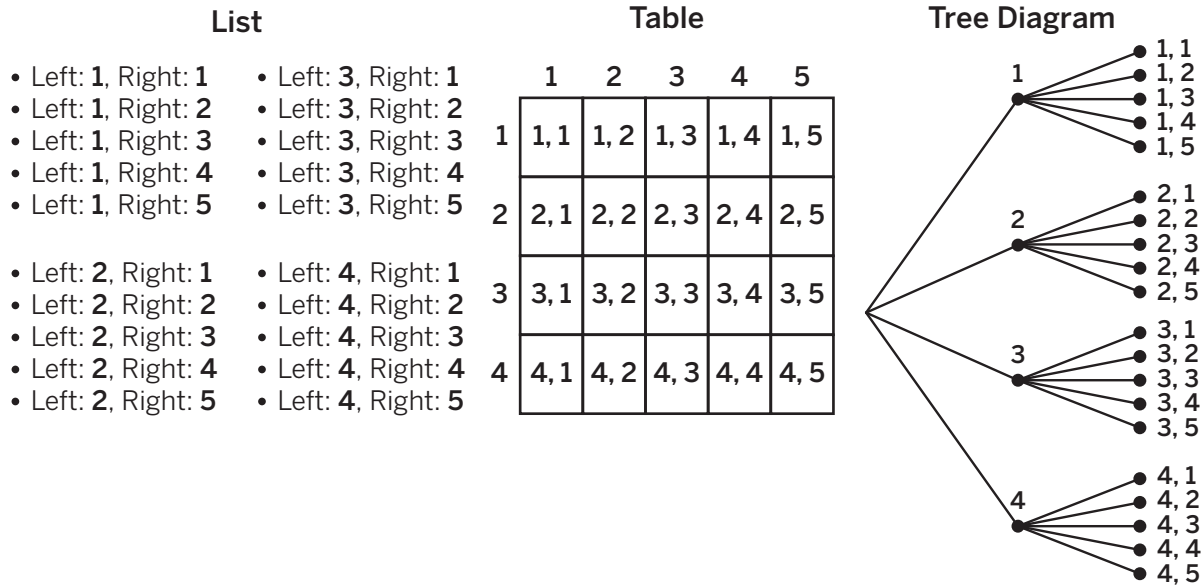 List
• Left: 1, Right: 1
• Left: 1, Right: 2
• Left: 1, Right: 3
• Left: 1, Right: 4
• Left: 1, Right: 5
• Left: 2, Right: 1
• Left: 2, Right: 2
• Left: 2, Right: 3
• Left: 2, Right: 4
• Left: 2, Right: 5
• Left: 3, Right: 1
• Left: 3, Right: 2
• Left: 3, Right: 3
• Left: 3, Right: 4
• Left: 3, Right: 5
• Left: 4, Right: 1
• Left: 4, Right: 2
• Left: 4, Right: 3
• Left: 4, Right: 4
• Left: 4, Right: 5
Table
1 2 3 4 5
1 1, 1 1, 2 1, 3 1, 4 1, 5
2 2, 1 2, 2 2, 3 2, 4 2, 5
3 3, 1 3, 2 3, 3 3, 4 3, 5
4 4, 1 4, 2 4, 3 4, 4 4, 5
Tree Diagram
1
1, 1
1, 2
1, 3
1, 4
1, 5
2
2, 1
2, 2
2, 3
2, 4
2, 5
3
3, 1
3, 2
3, 3
3, 4
3, 5
4
4, 1
4, 2
4, 3
4, 4
4, 5